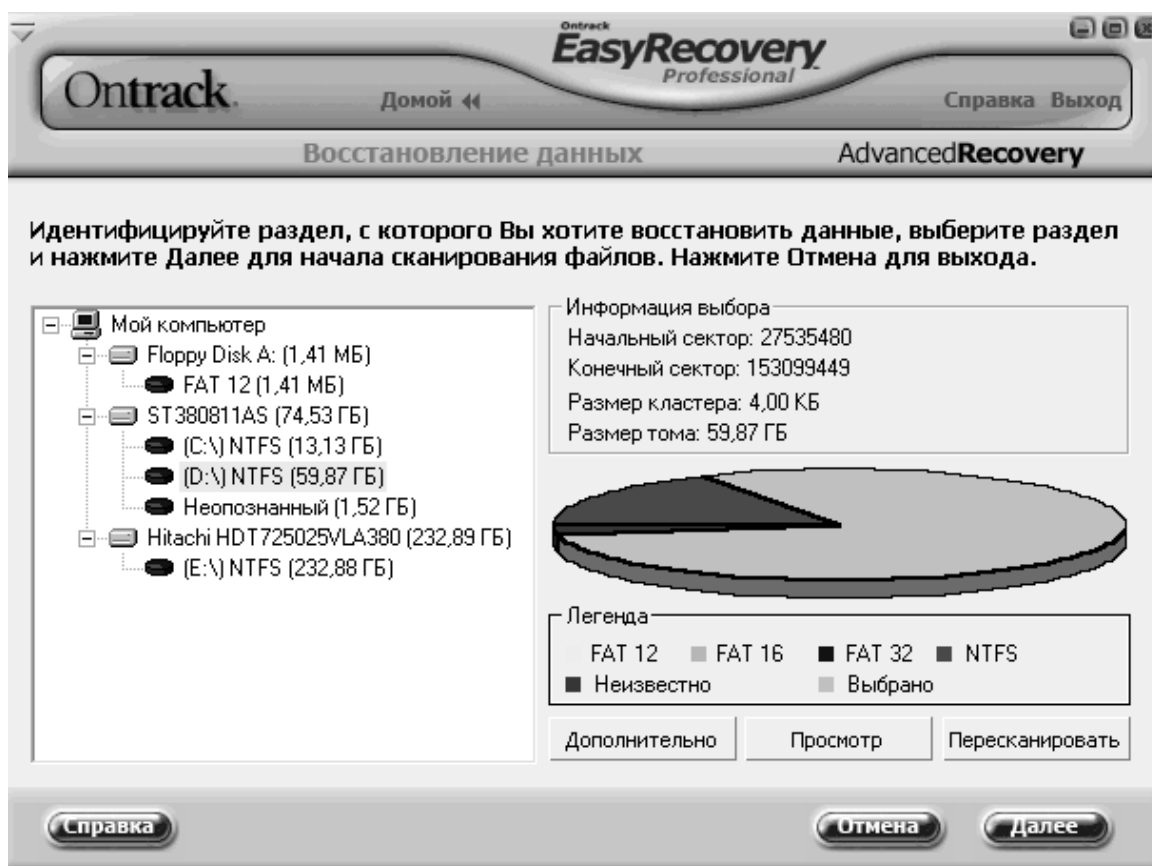 Ontrack
EasyRecovery
Professional
Ontrack.
Домой
Справка Выход
Восстановление данных
AdvancedRecovery
Идентифицируйте раздел, с которого Вы хотите восстановить данные, выберите раздел
и нажмите Далее для начала сканирования файлов. Нажмите Отмена для выхода.
Мой компьютер
Floppy Disk A: (1,41 МБ)
FAT 12 (1,41 МБ)
ST380811AS (74,53 ГБ)
(C:\) NTFS (13,13 ГБ)
(D:\) NTFS (59,87 ГБ)
Неопознанный (1,52 ГБ)
Hitachi HDT725025VLA380 (232,89 ГБ)
(E:\) NTFS (232,88 ГБ)
Информация выбора
Начальный сектор: 27535480
Конечный сектор: 153099449
Размер кластера: 4,00 КБ
Размер тома: 59,87 ГБ
Легенда
FAT 12 FAT 16 FAT 32 NTFS
Неизвестно Выбрано
Дополнительно Просмотр Пересканировать
Справка Отмена Далее